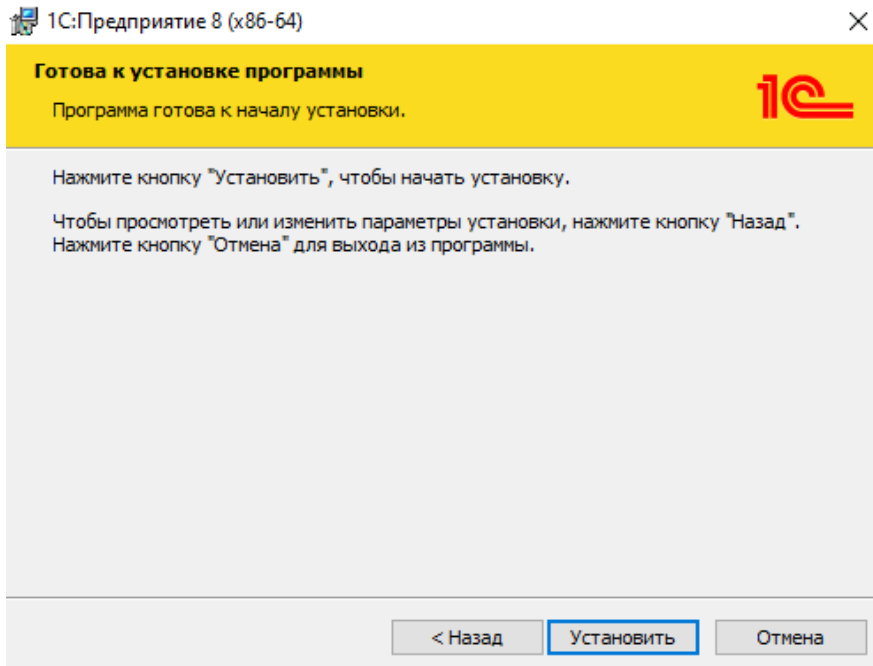 1С:Предприятие 8 (x86-64)
Готова к установке программы
Программа готова к началу установки.
1С
Нажмите кнопку "Установить", чтобы начать установку.
Чтобы просмотреть или изменить параметры установки, нажмите кнопку "Назад".
Нажмите кнопку "Отмена" для выхода из программы.
< Назад
Установить
Отмена